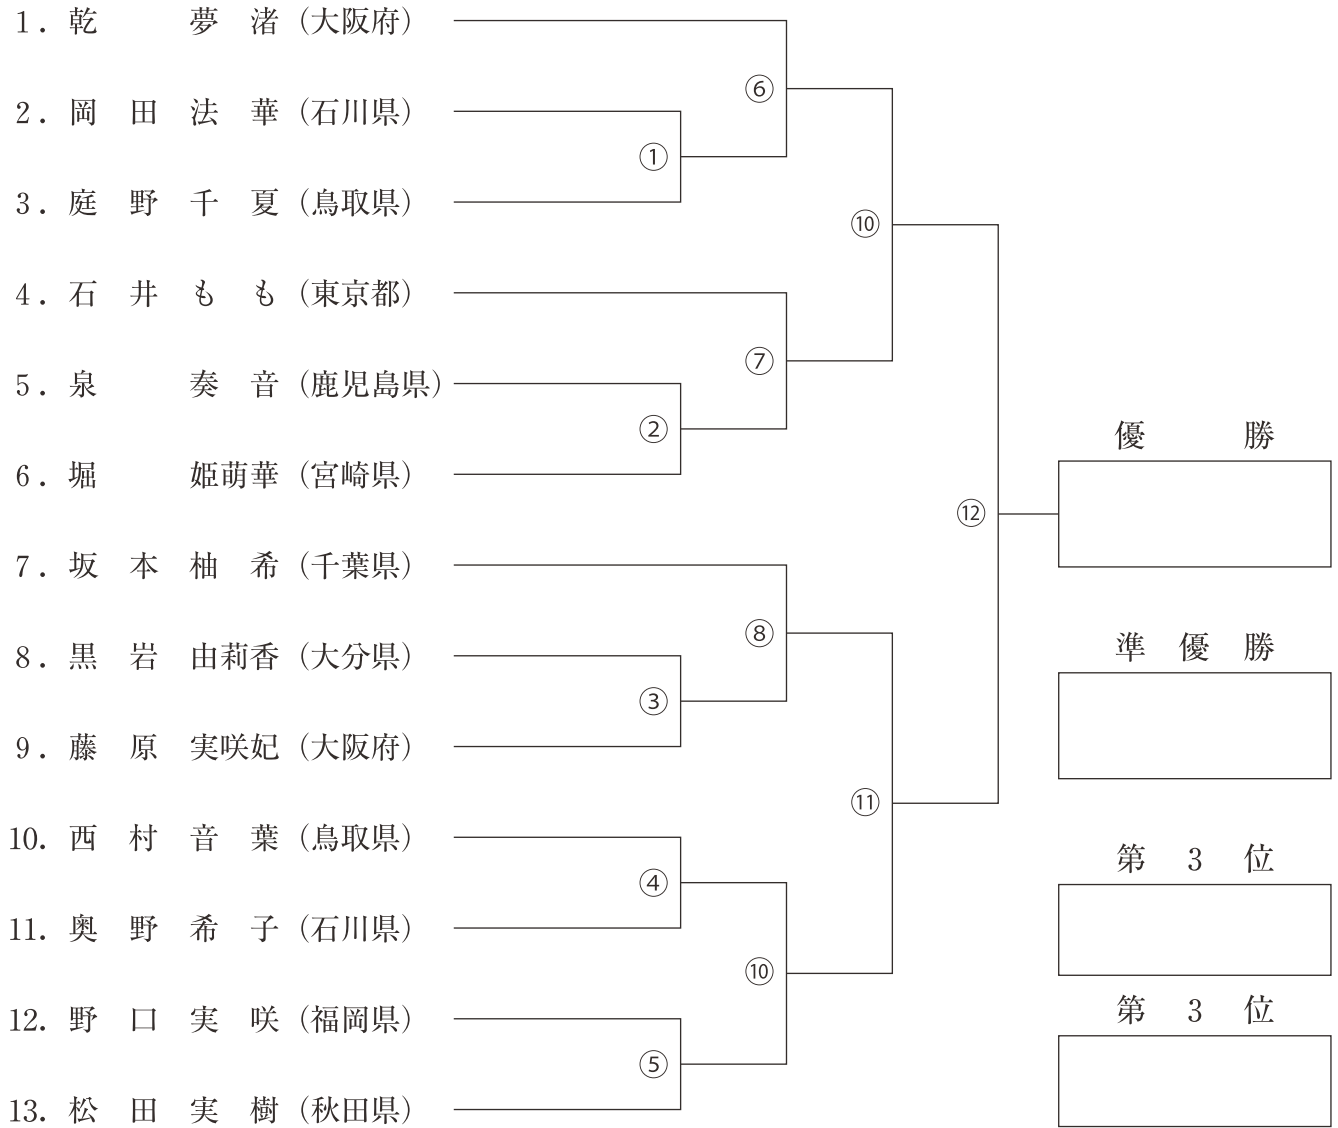 1．乾　　夢　渚（大阪府）
2．岡　田　法　華（石川県）
3．庭　野　千　夏（鳥取県）
4．石　井　も　も（東京都）
5．泉　　奏　音（鹿児島県）
6．堀　　姫萌華（宮崎県）
7．坂　本　柚　希（千葉県）
8．黒　岩　由莉香（大分県）
9．藤　原　実咲妃（大阪府）
10．西　村　音　葉（鳥取県）
11．奥　野　希　子（石川県）
12．野　口　実　咲（福岡県）
13．松　田　実　樹（秋田県）
①
②
③
④
⑤
⑥
⑦
⑧
⑩
⑩
⑪
⑫
優　勝
準　優　勝
第　3　位
第　3　位